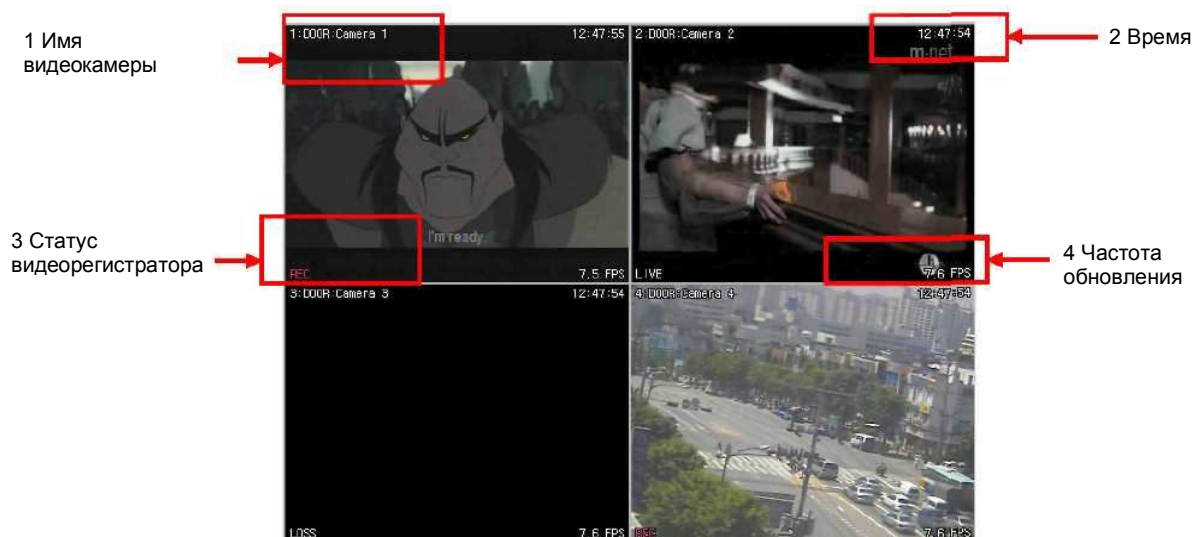 1 Имя
видеокамеры
1:DOOR:Camera 1
12:47:55
2:DOOR:Camera 2
12:47:54
m.net
2 Время
I'm ready.
3 Статус
видеорегистратора
REC
7.5 FPS
LIVE
7.6 FPS
4 Частота
обновления
3:DOOR:Camera 3
12:47:54
4:DOOR:Camera 4
12:47:54
LOSS
7.6 FPS
REC
7.6 FPS